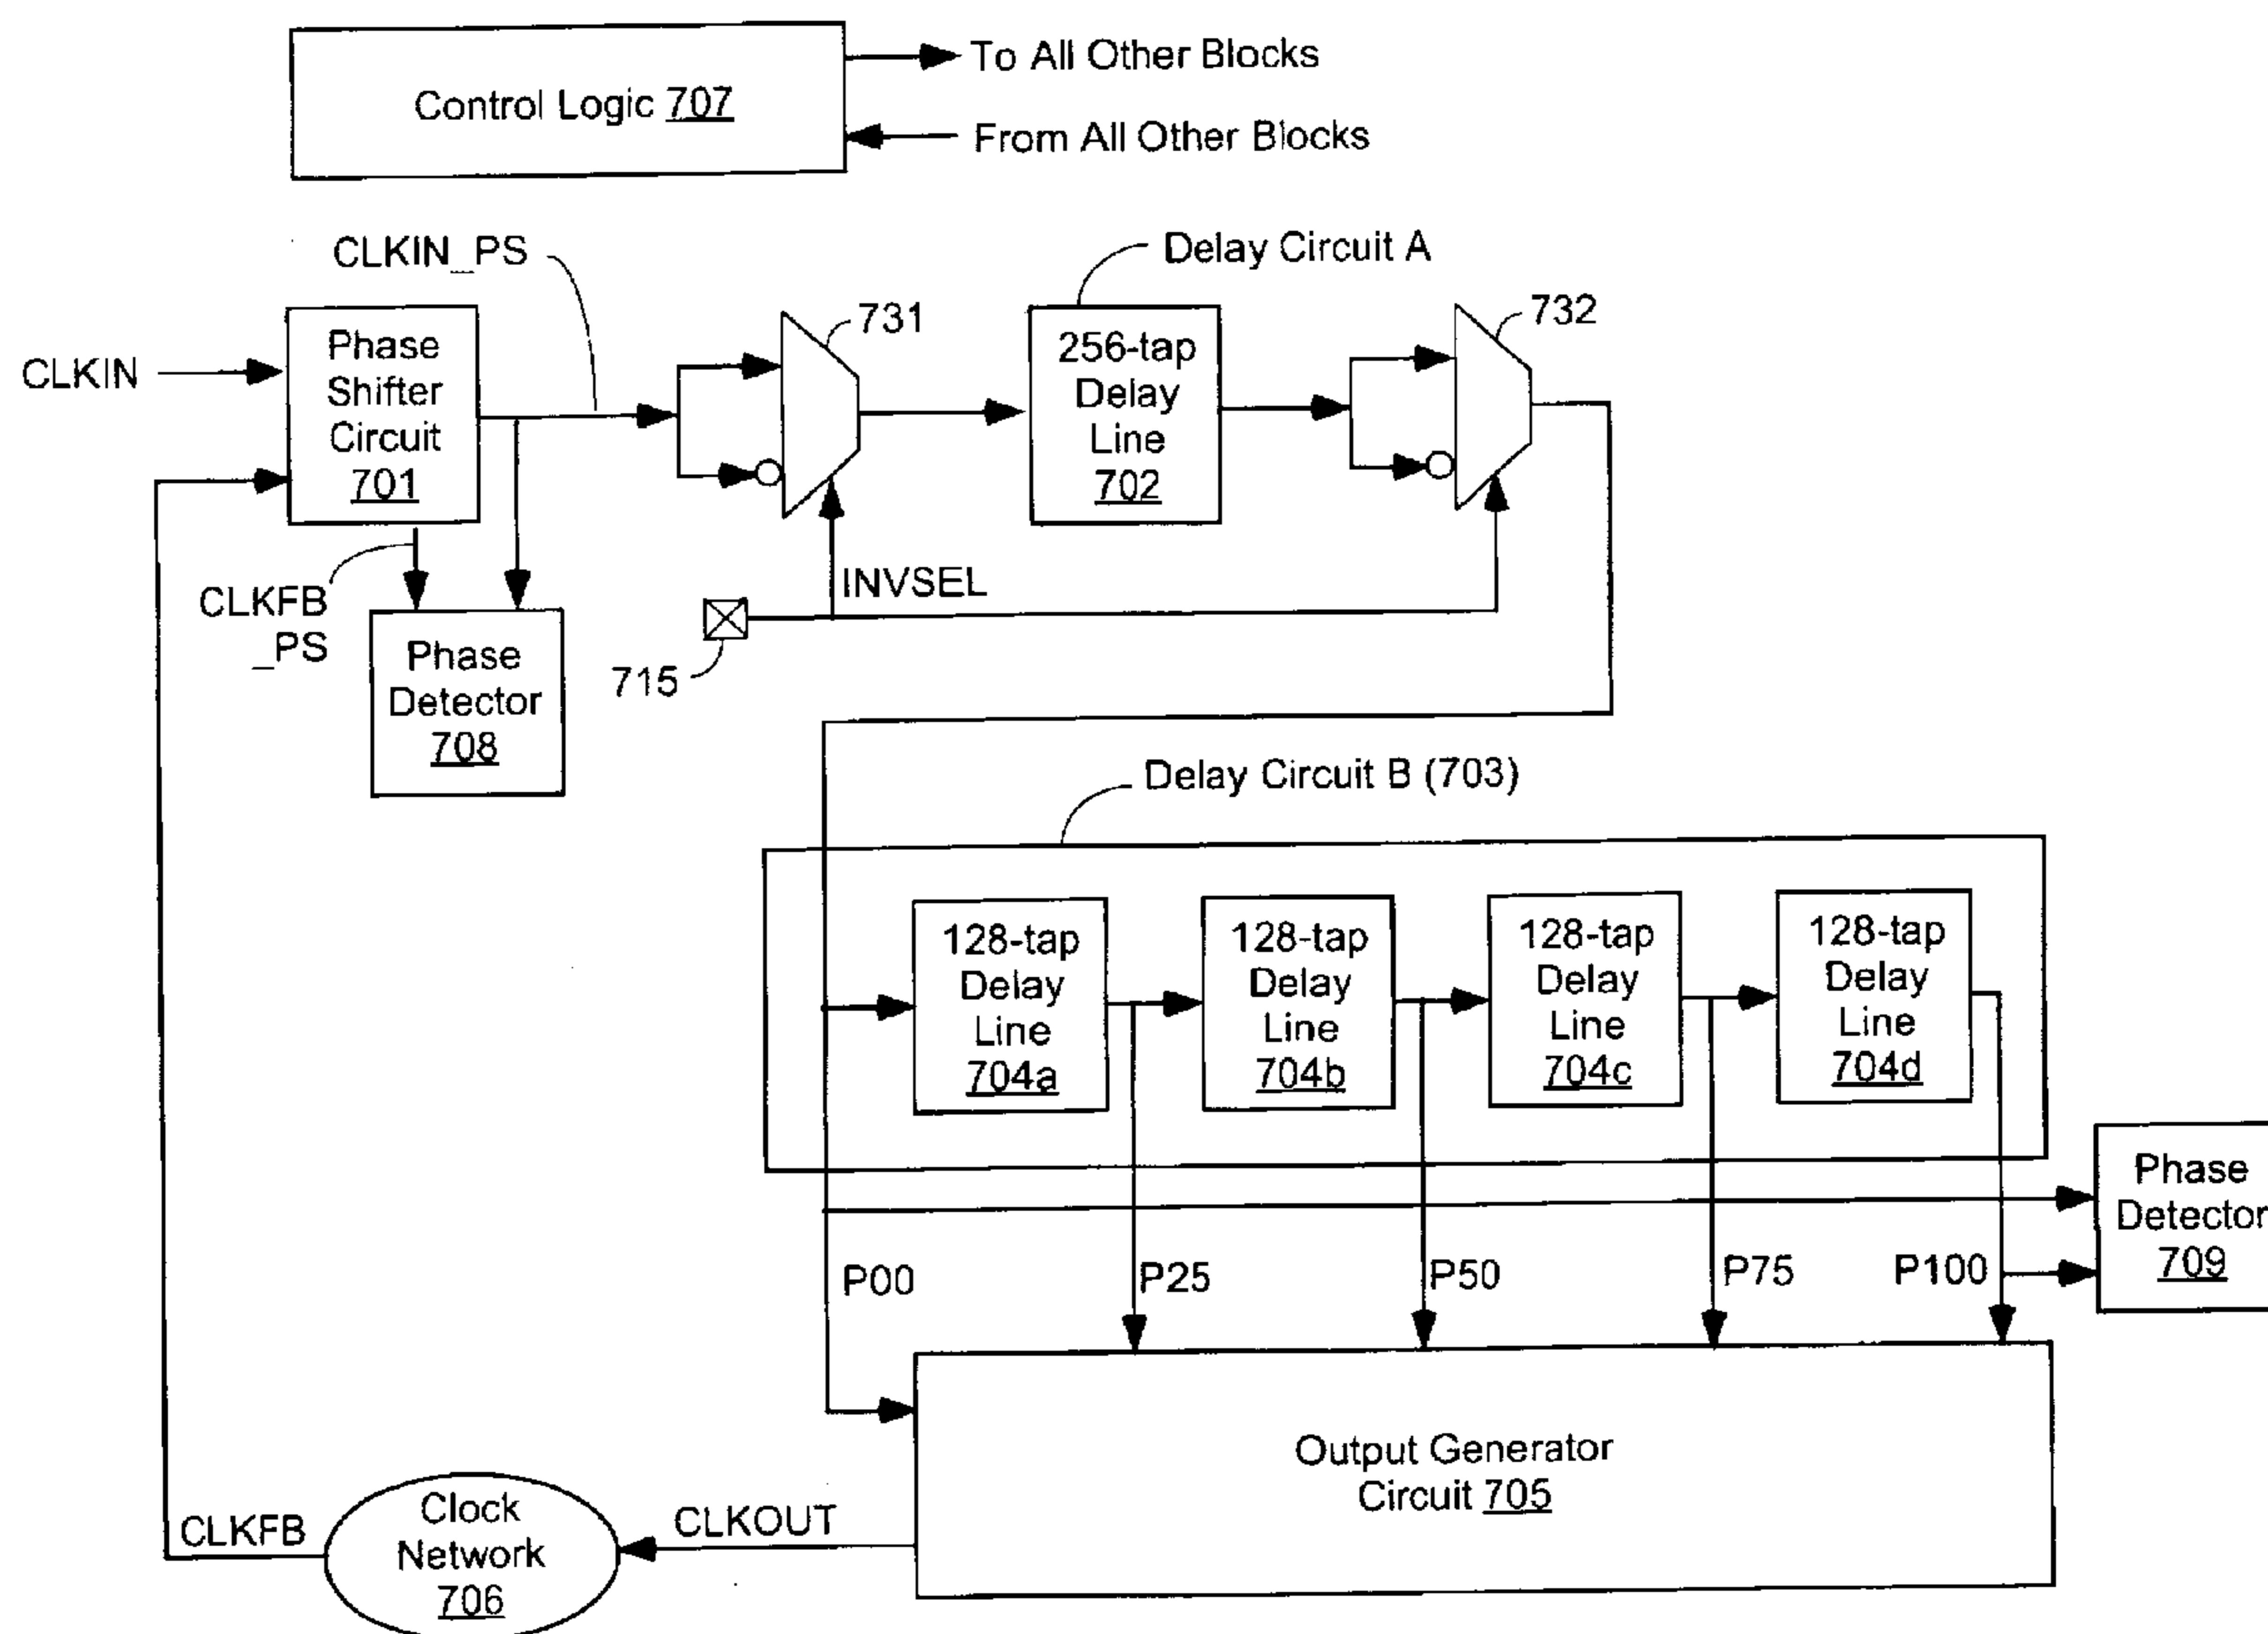 To All Other Blocks
Control Logic 707
From All Other Blocks
CLKIN_PS
Delay Circuit A
731
732
CLKIN
Phase
Shifter
Circuit
701
256-tap
Delay
Line
702
CLKFB
_PS
INVSEL
Phase
Detector
708
715
Delay Circuit B (703)
128-tap
Delay
Line
704a
128-tap
Delay
Line
704b
128-tap
Delay
Line
704c
128-tap
Delay
Line
704d
Phase
Detector
709
P00
P25
P50
P75
P100
Output Generator
Circuit 705
CLKFB
Clock
Network
706
CLKOUT